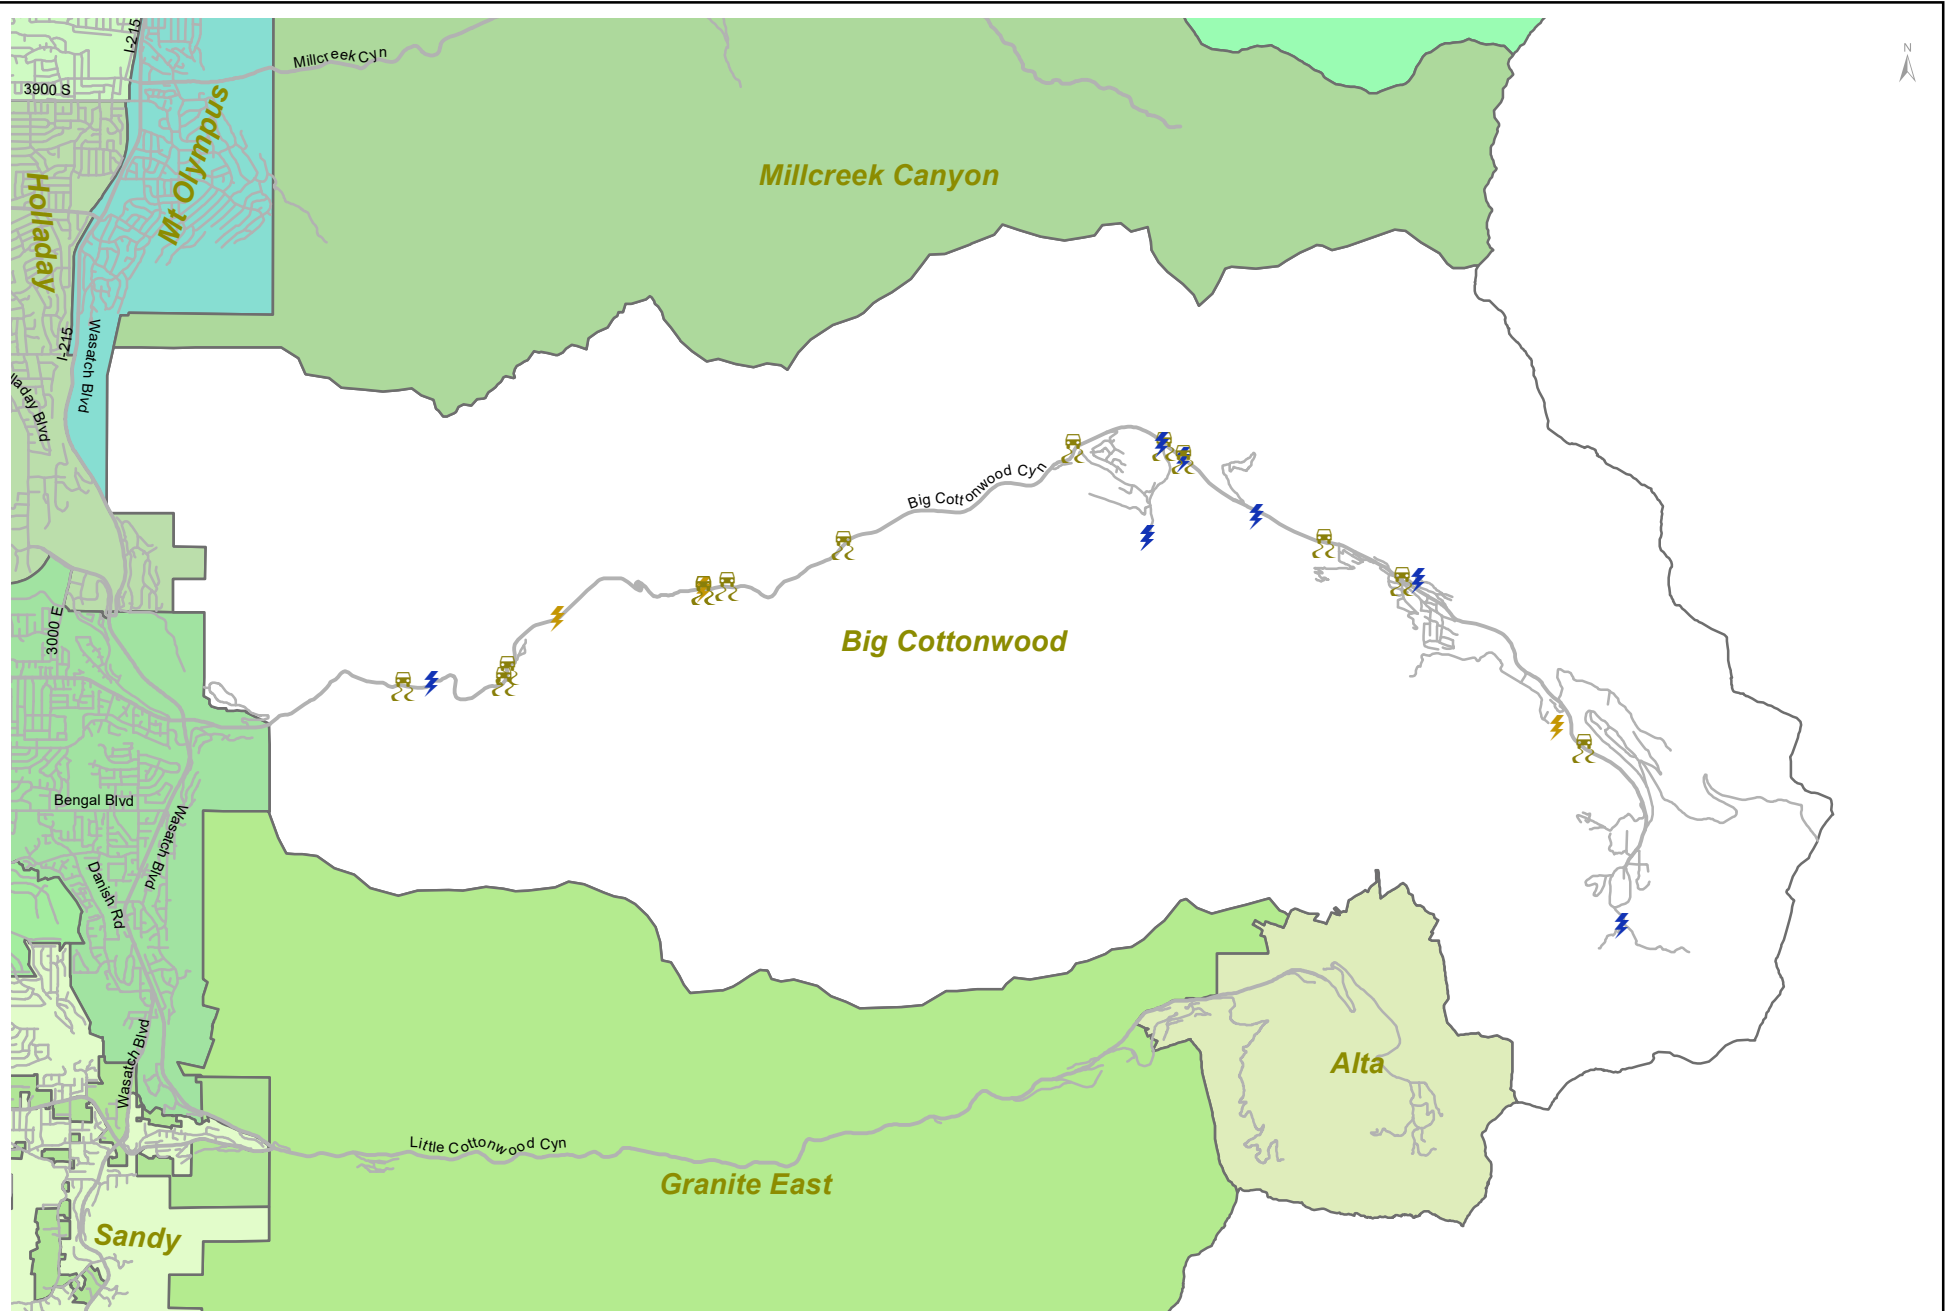 I-215
Millcreek Cyn
N
3900 S
Mt Olympus
Millcreek Canyon
Holladay
I-215
Wasatch Blvd
lladay Blvd
Big Cottonwood Cyn
3000 E
Big Cottonwood
Bengal Blvd
Wasatch Blvd
Danish Rd
Wasatch Blvd
Alta
Little Cottonwood Cyn
Granite East
Sandy